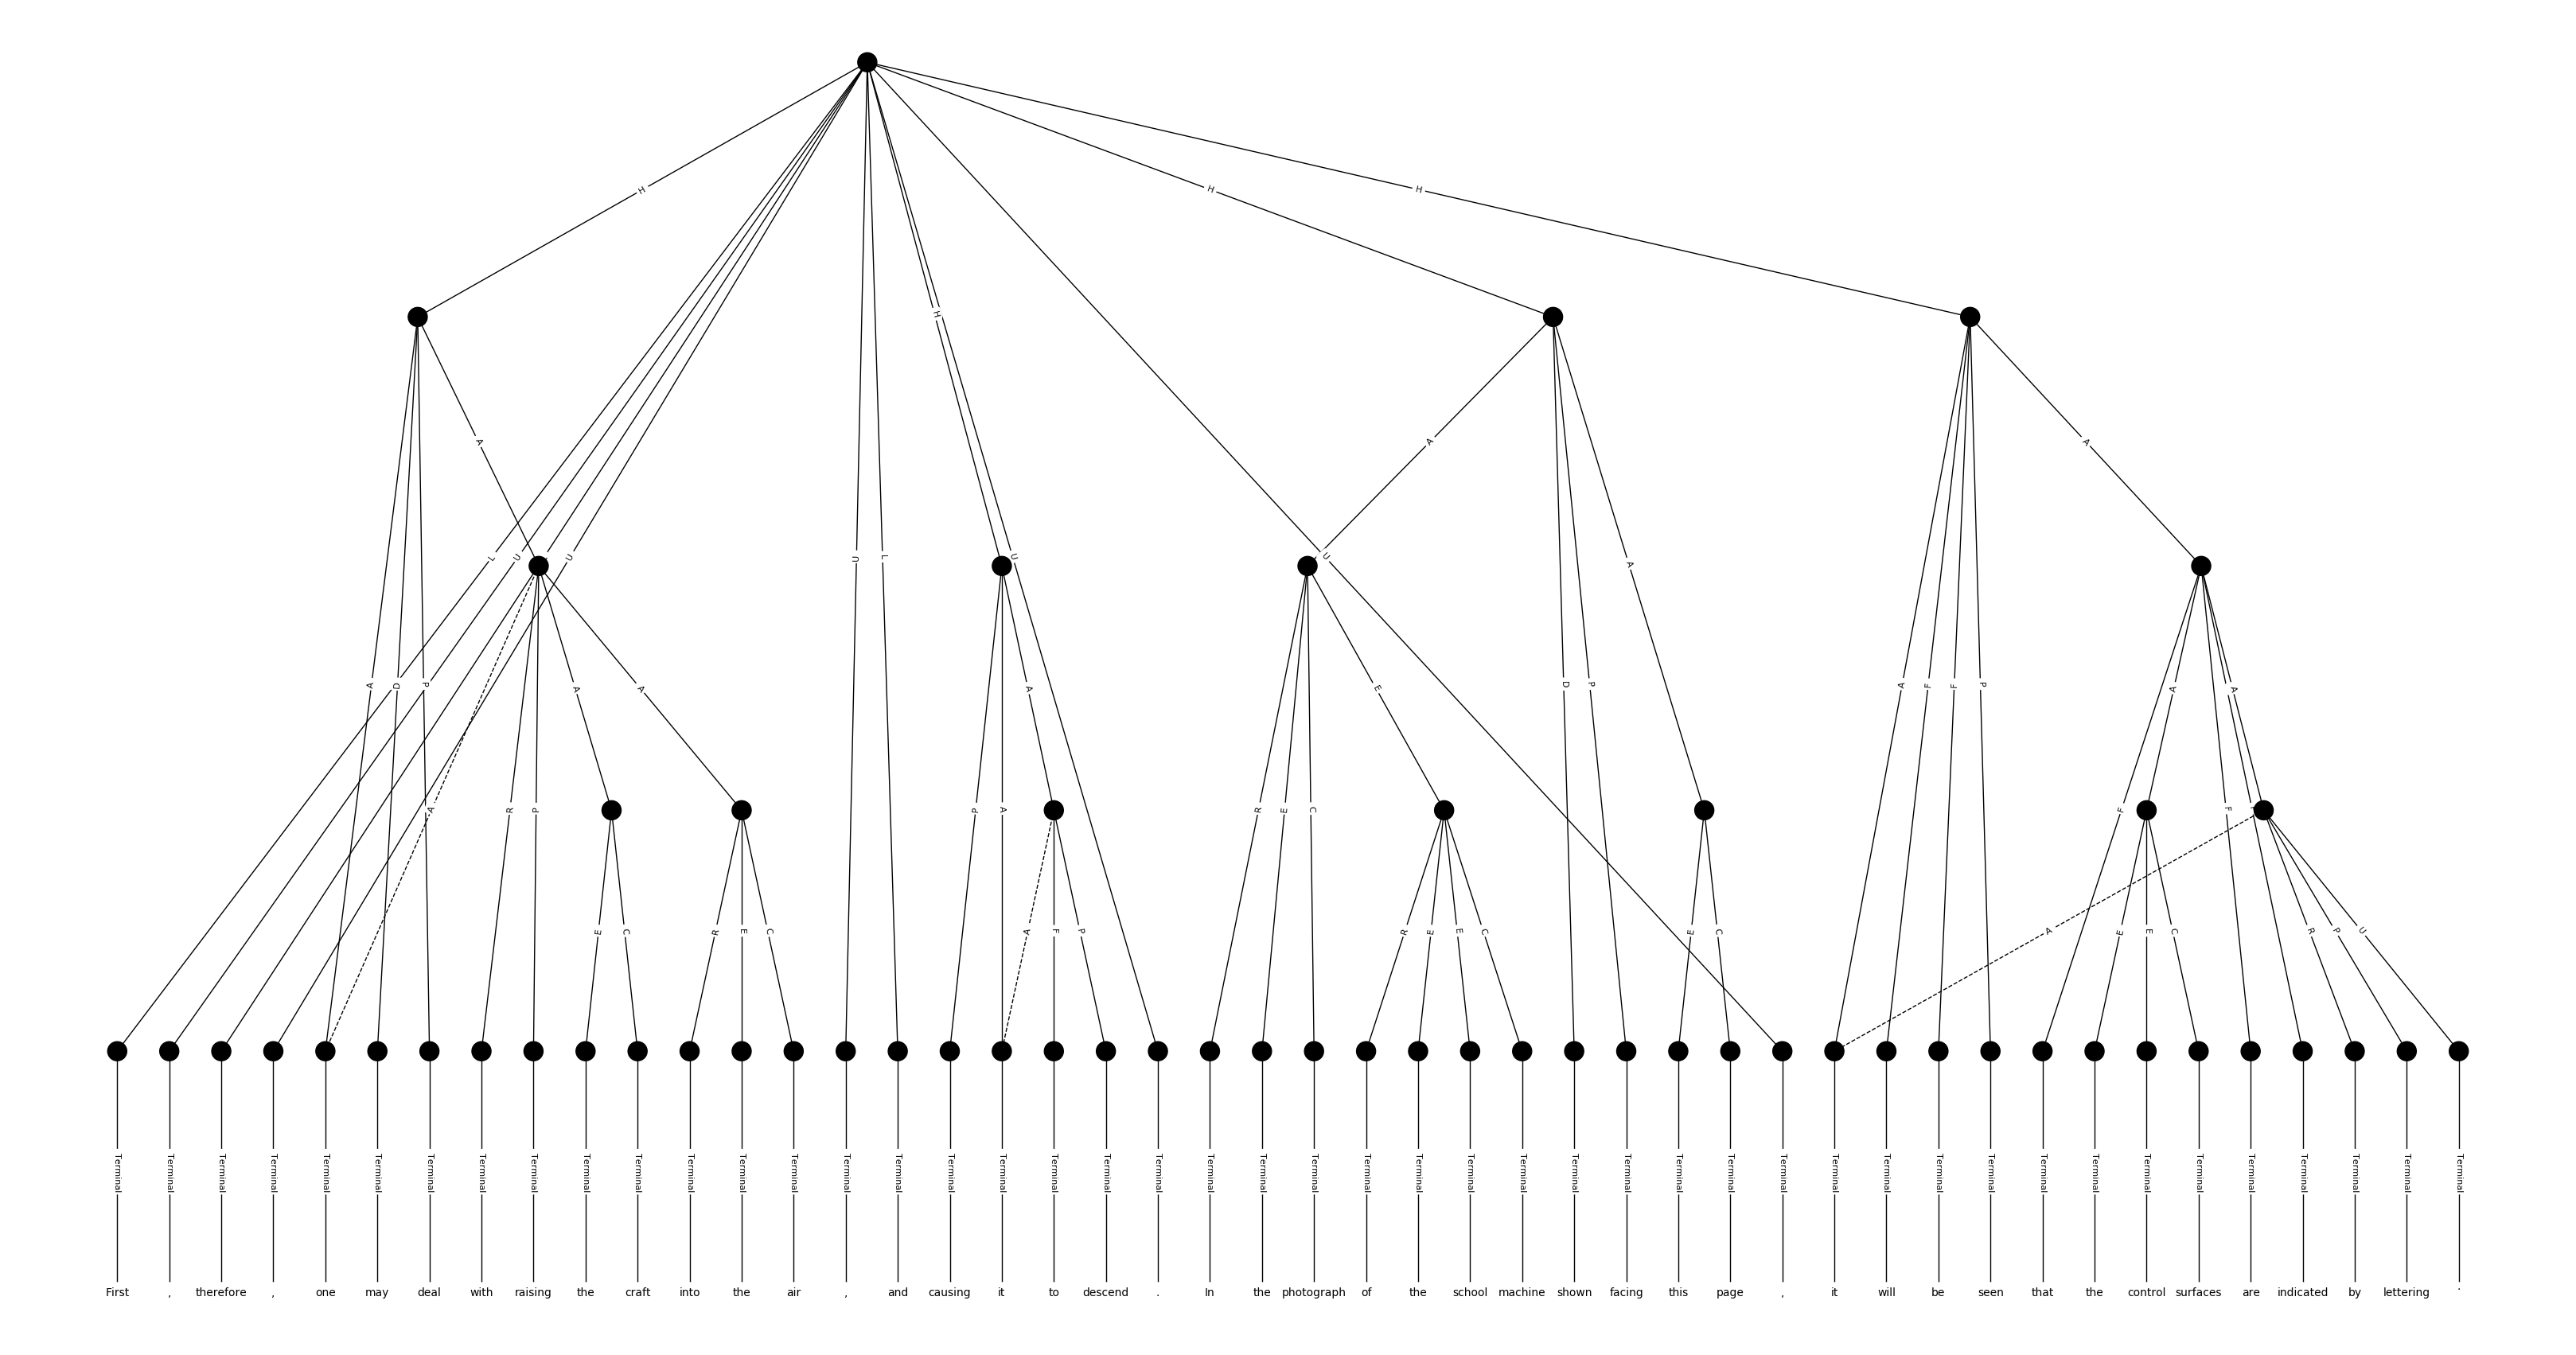 H H H
H
A A A
L U U U L U U A
A D P A A A E D P A F F P A A
A R P P A R E C F F
E C R E C A F P R E E C E C A E E C R P U
Terminal Terminal Terminal Terminal Terminal Terminal Terminal Terminal Terminal Terminal Terminal Terminal Terminal Terminal Terminal Terminal Terminal Terminal Terminal Terminal Terminal Terminal Terminal Terminal Terminal Terminal Terminal Terminal Terminal Terminal Terminal Terminal Terminal Terminal Terminal Terminal Terminal Terminal Terminal Terminal Terminal Terminal Terminal Terminal Terminal Terminal
First , therefore , one may deal with raising the craft into the air , and causing it to descend . In the photograph of the school machine shown facing this page , it will be seen that the control surfaces are indicated by lettering .